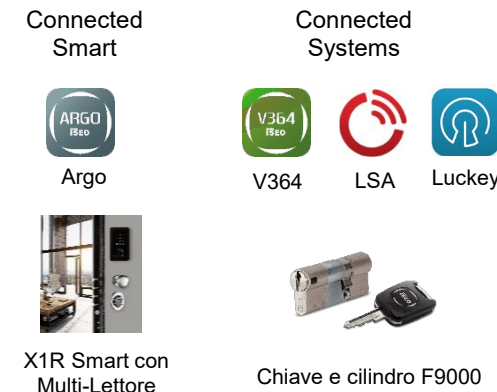 Connected
Smart
Connected
Systems
ARGO
ISEO
V364
ISEO
Argo
V364
LSA
Luckey
ISEO
X1R Smart con
Multi-Lettore
Chiave e cilindro F9000